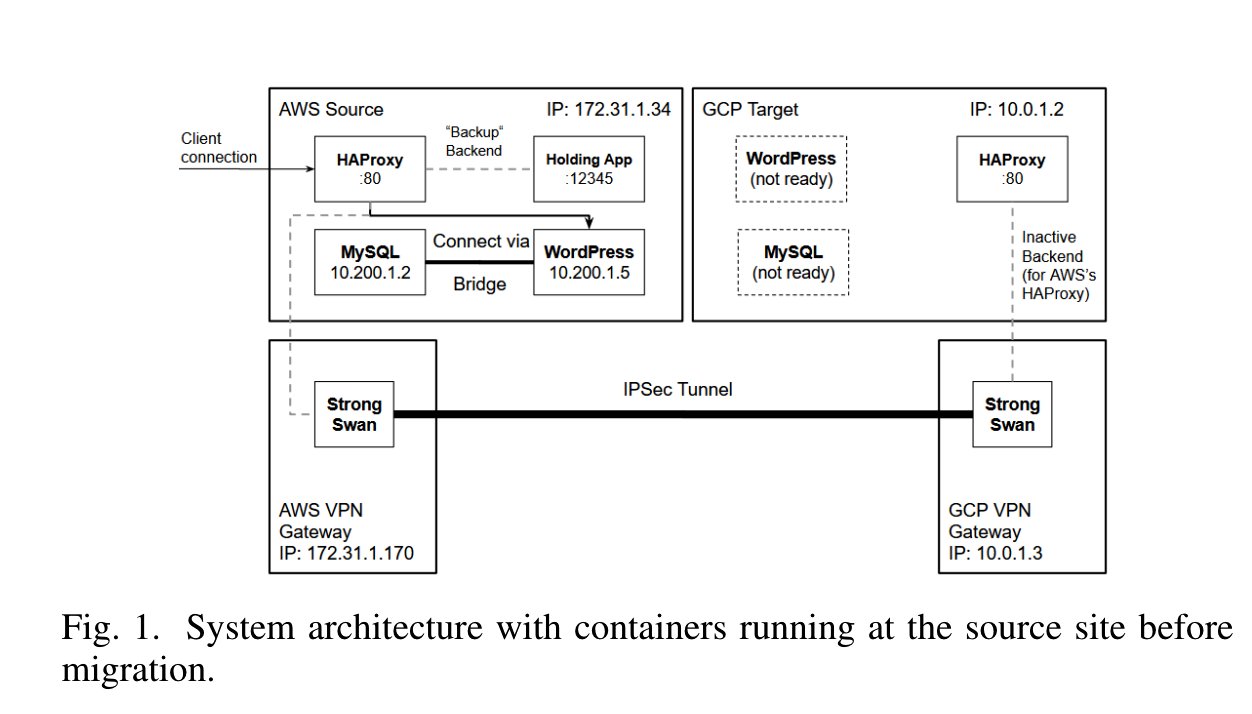 AWS Source
IP: 172.31.1.34
Client
connection
HAProxy
:80
“Backup“
Backend
Holding App
:12345
MySQL
10.200.1.2
Connect via
Bridge
WordPress
10.200.1.5
GCP Target
IP: 10.0.1.2
WordPress
(not ready)
HAProxy
:80
MySQL
(not ready)
Inactive
Backend
(for AWS's
HAProxy)
Strong
Swan
IPSec Tunnel
Strong
Swan
AWS VPN
Gateway
IP: 172.31.1.170
GCP VPN
Gateway
IP: 10.0.1.3
Fig. 1. System architecture with containers running at the source site before
migration.